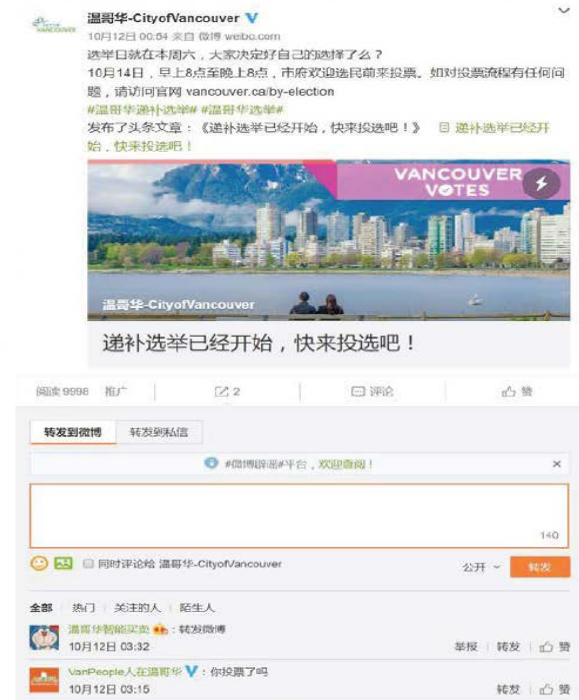 温哥华-CityofVancouver
10月12日 00:54 来自 微博 weibo.com
选举日就在本周六，大家决定好自己的选择了么？
10月14日，早上8点至晚上8点，市府欢迎选民前来投票。如对投票流程有任何问
题，请访问官网 vancouver.ca/by-election
#温哥华递补选举# #温哥华选举#
发布了头条文章：《递补选举已经开始，快来投选吧！》 递补选举已经开
始，快来投选吧！
VANCOUVER
VOTES
温哥华-CityofVancouver
递补选举已经开始，快来投选吧！
阅读 9998 推广 2 评论 赞
转发到微博 转发到私信
#微博辟谣#平台，欢迎查阅！
140
同时评论给 温哥华-CityofVancouver 公开 转发
全部 热门 关注的人 陌生人
温哥华智能买卖：转发微博
10月12日 03:32 举报 转发 赞
VanPeople人在温哥华：你投票了吗
10月12日 03:15 转发 赞